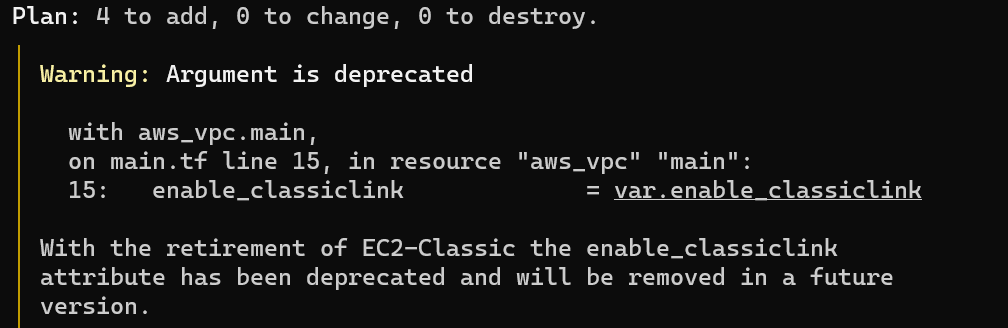 Plan: 4 to add, 0 to change, 0 to destroy.
Warning: Argument is deprecated
with aws_vpc.main,
on main.tf line 15, in resource "aws_vpc" "main":
15:   enable_classiclink             = var.enable_classiclink
With the retirement of EC2-Classic the enable_classiclink
attribute has been deprecated and will be removed in a future
version.